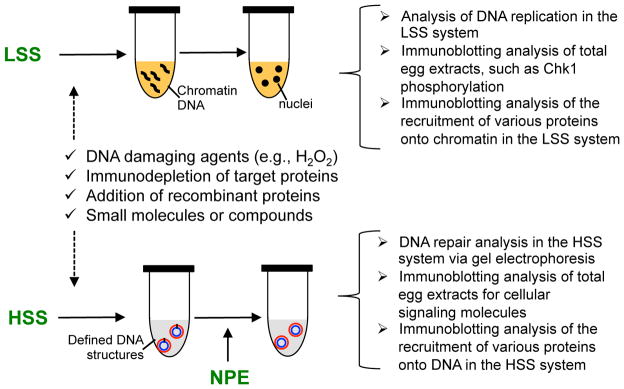 LSS
Chromatin
DNA
nuclei
➢ Analysis of DNA replication in the
LSS system
➢ Immunoblotting analysis of total
egg extracts, such as Chk1
phosphorylation
➢ Immunoblotting analysis of the
recruitment of various proteins
onto chromatin in the LSS system
✓ DNA damaging agents (e.g., H₂O₂)
✓ Immunodepletion of target proteins
✓ Addition of recombinant proteins
✓ Small molecules or compounds
HSS
Defined DNA
structures
NPE
➢ DNA repair analysis in the HSS
system via gel electrophoresis
➢ Immunoblotting analysis of total
egg extracts for cellular
signaling molecules
➢ Immunoblotting analysis of the
recruitment of various proteins
onto DNA in the HSS system